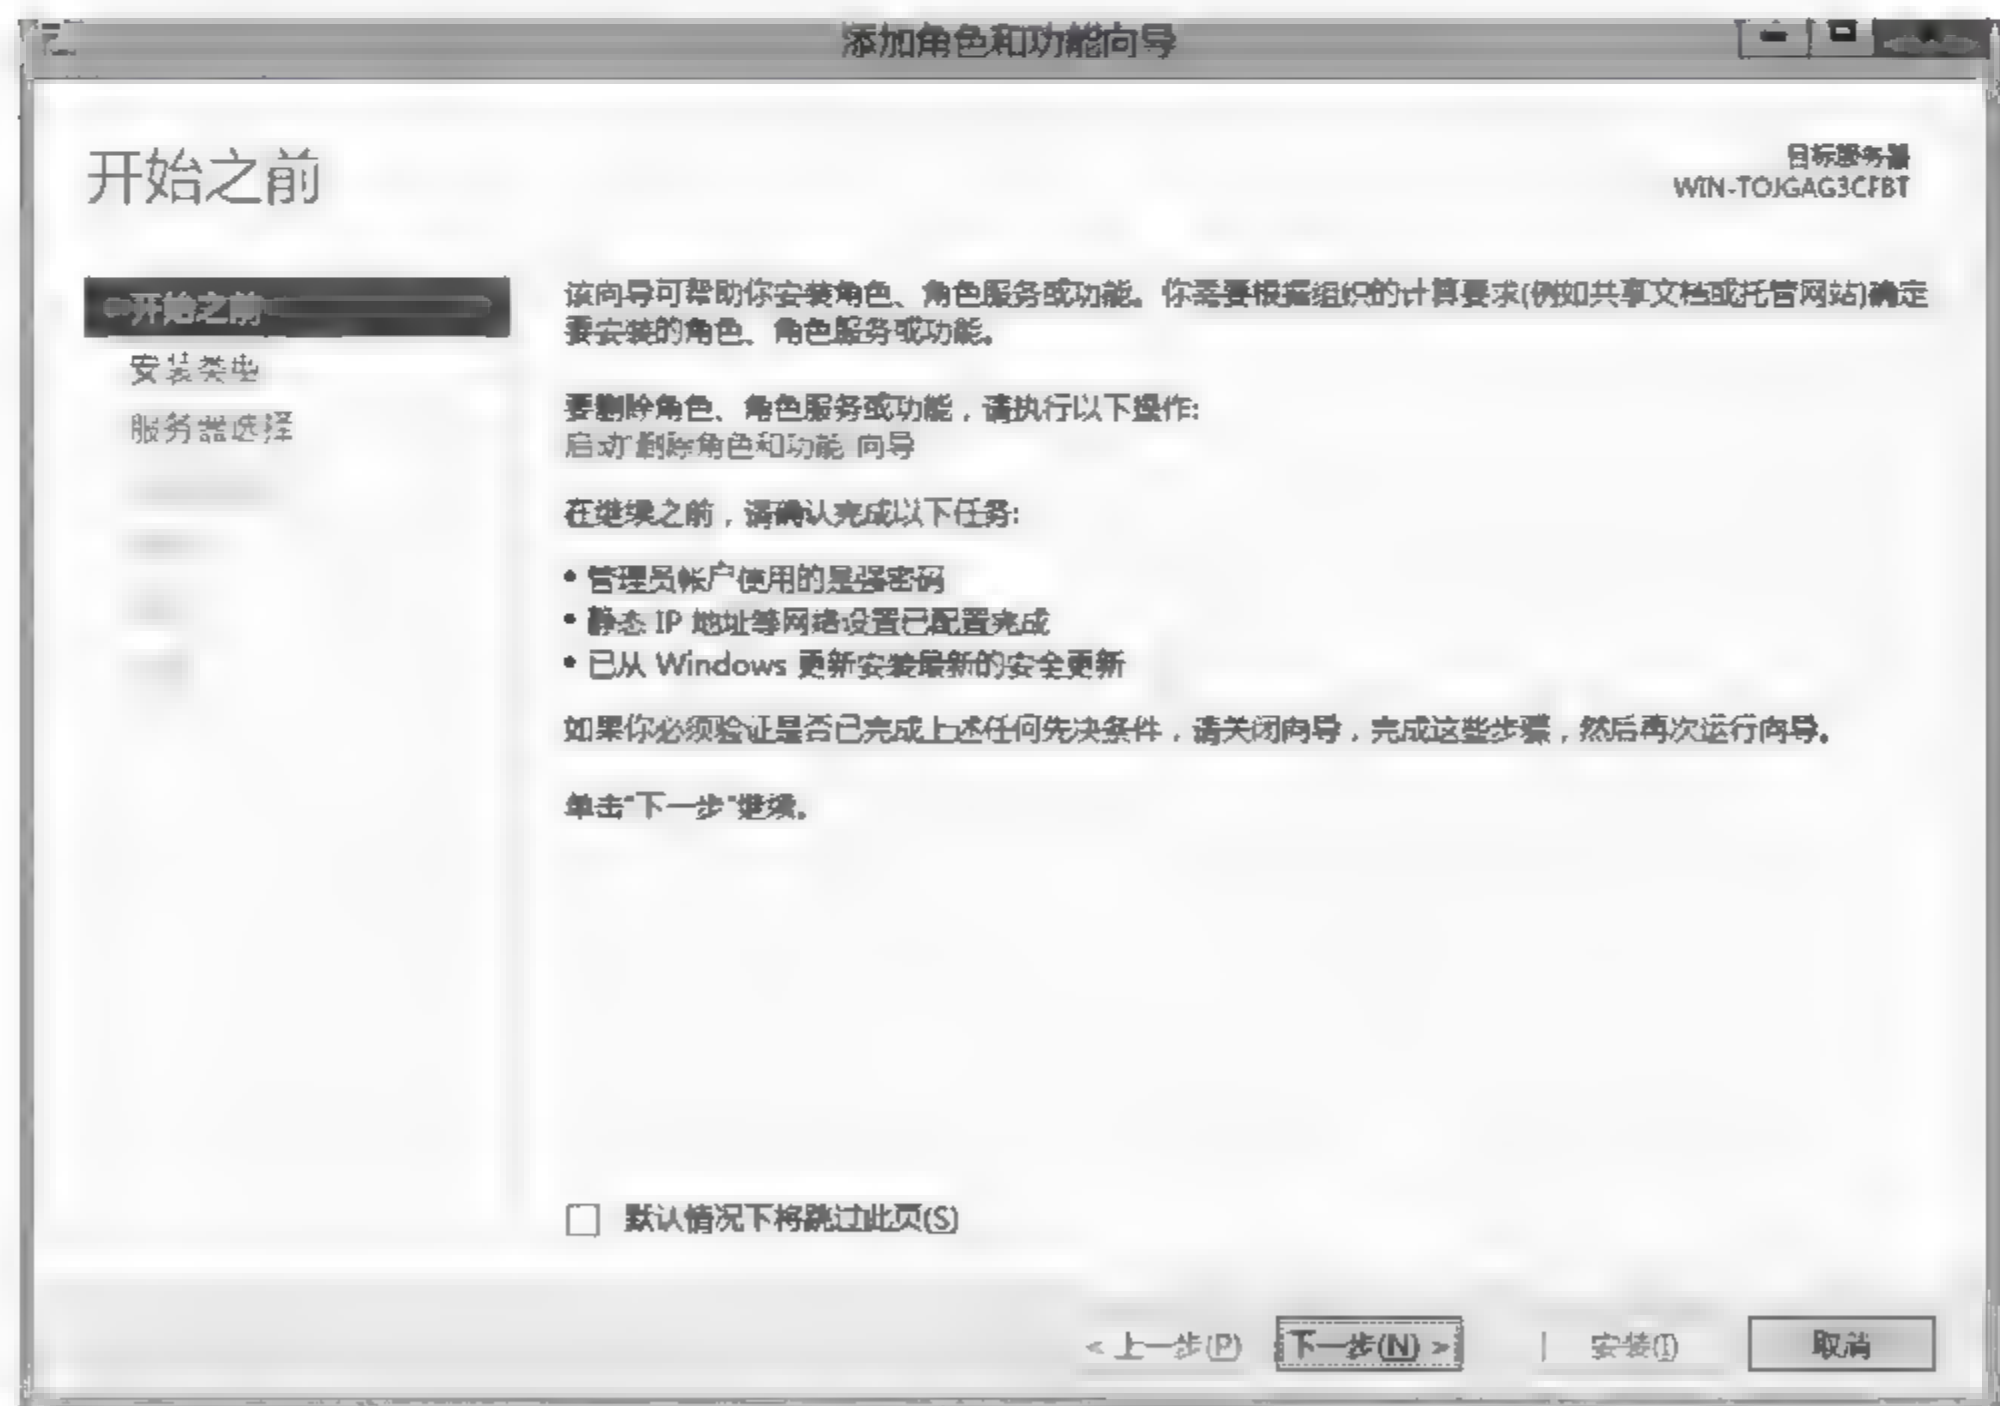 添加角色和功能向导
开始之前
目标服务器
开始之前
安装类型
服务器选择
该向导可帮助你安装角色、角色服务或功能。你需要根据组织的计算要求(例如共享文档或托管网站)确定
要安装的角色、角色服务或功能。
要删除角色、角色服务或功能，请执行以下操作:
启动"删除角色和功能"向导
在继续之前，请确认完成以下任务:
• 管理员帐户使用的是强密码
• 静态 IP 地址等网络设置已配置完成
• 已从 Windows 更新安装最新的安全更新
如果你必须验证是否已完成上述任何先决条件，请关闭向导，完成这些步骤，然后再次运行向导。
单击"下一步"继续。
默认情况下将跳过此页(S)
< 上一步(P)
下一步(N) >
安装(I)
取消